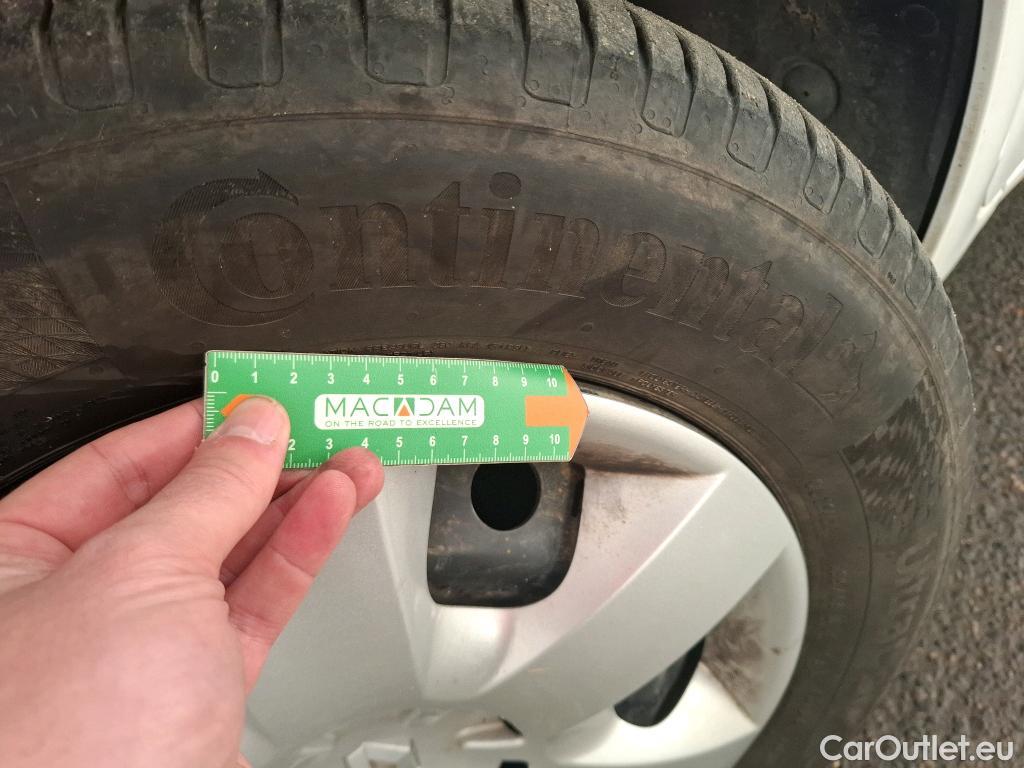 Continental
0 1 2 3 4 5 6 7 8 9 10
MACADAM
ON THE ROAD TO EXCELLENCE
2 3 4 5 6 7 8 9 10
CarOutlet.eu